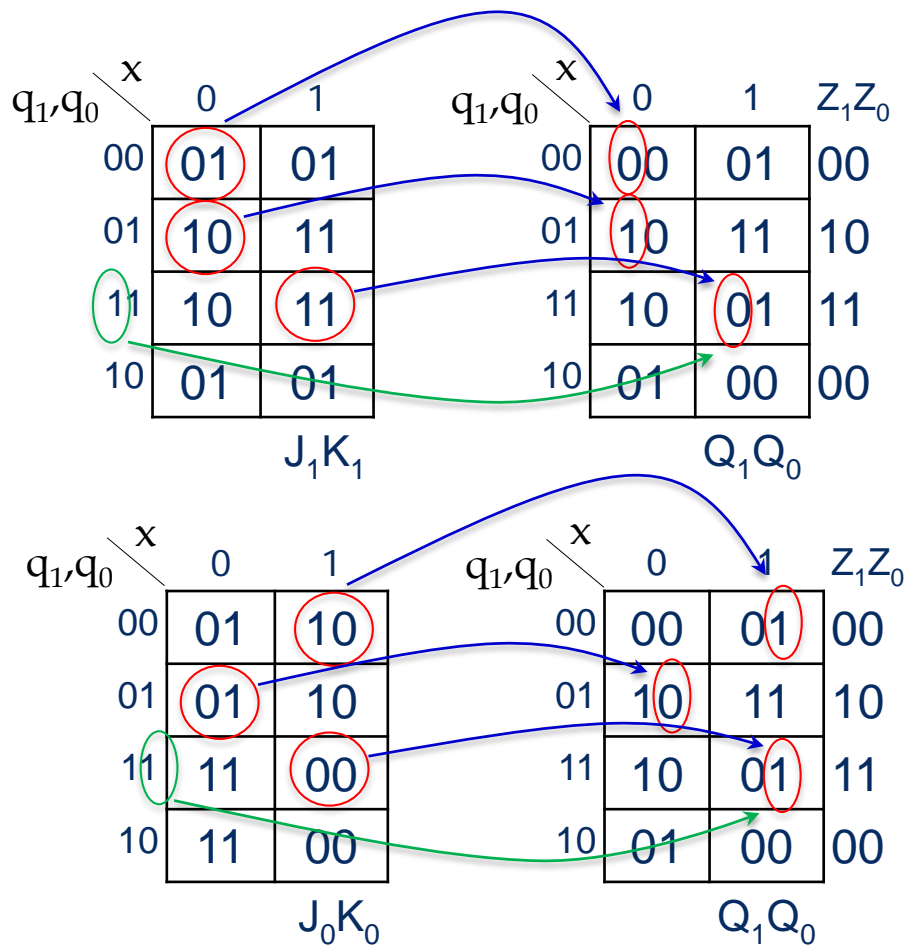 x x
q₁,q₀ 0 1 q₁,q₀ 0 1 Z₁Z₀
00 01 01 00 00 01 00
01 10 11 01 10 11 10
11 10 11 11 10 01 11
10 01 01 10 01 00 00
J₁K₁ Q₁Q₀
x x
q₁,q₀ 0 1 q₁,q₀ 0 1 Z₁Z₀
00 01 10 00 00 01 00
01 01 10 01 10 11 10
11 11 00 11 10 01 11
10 11 00 10 01 00 00
J₀K₀ Q₁Q₀